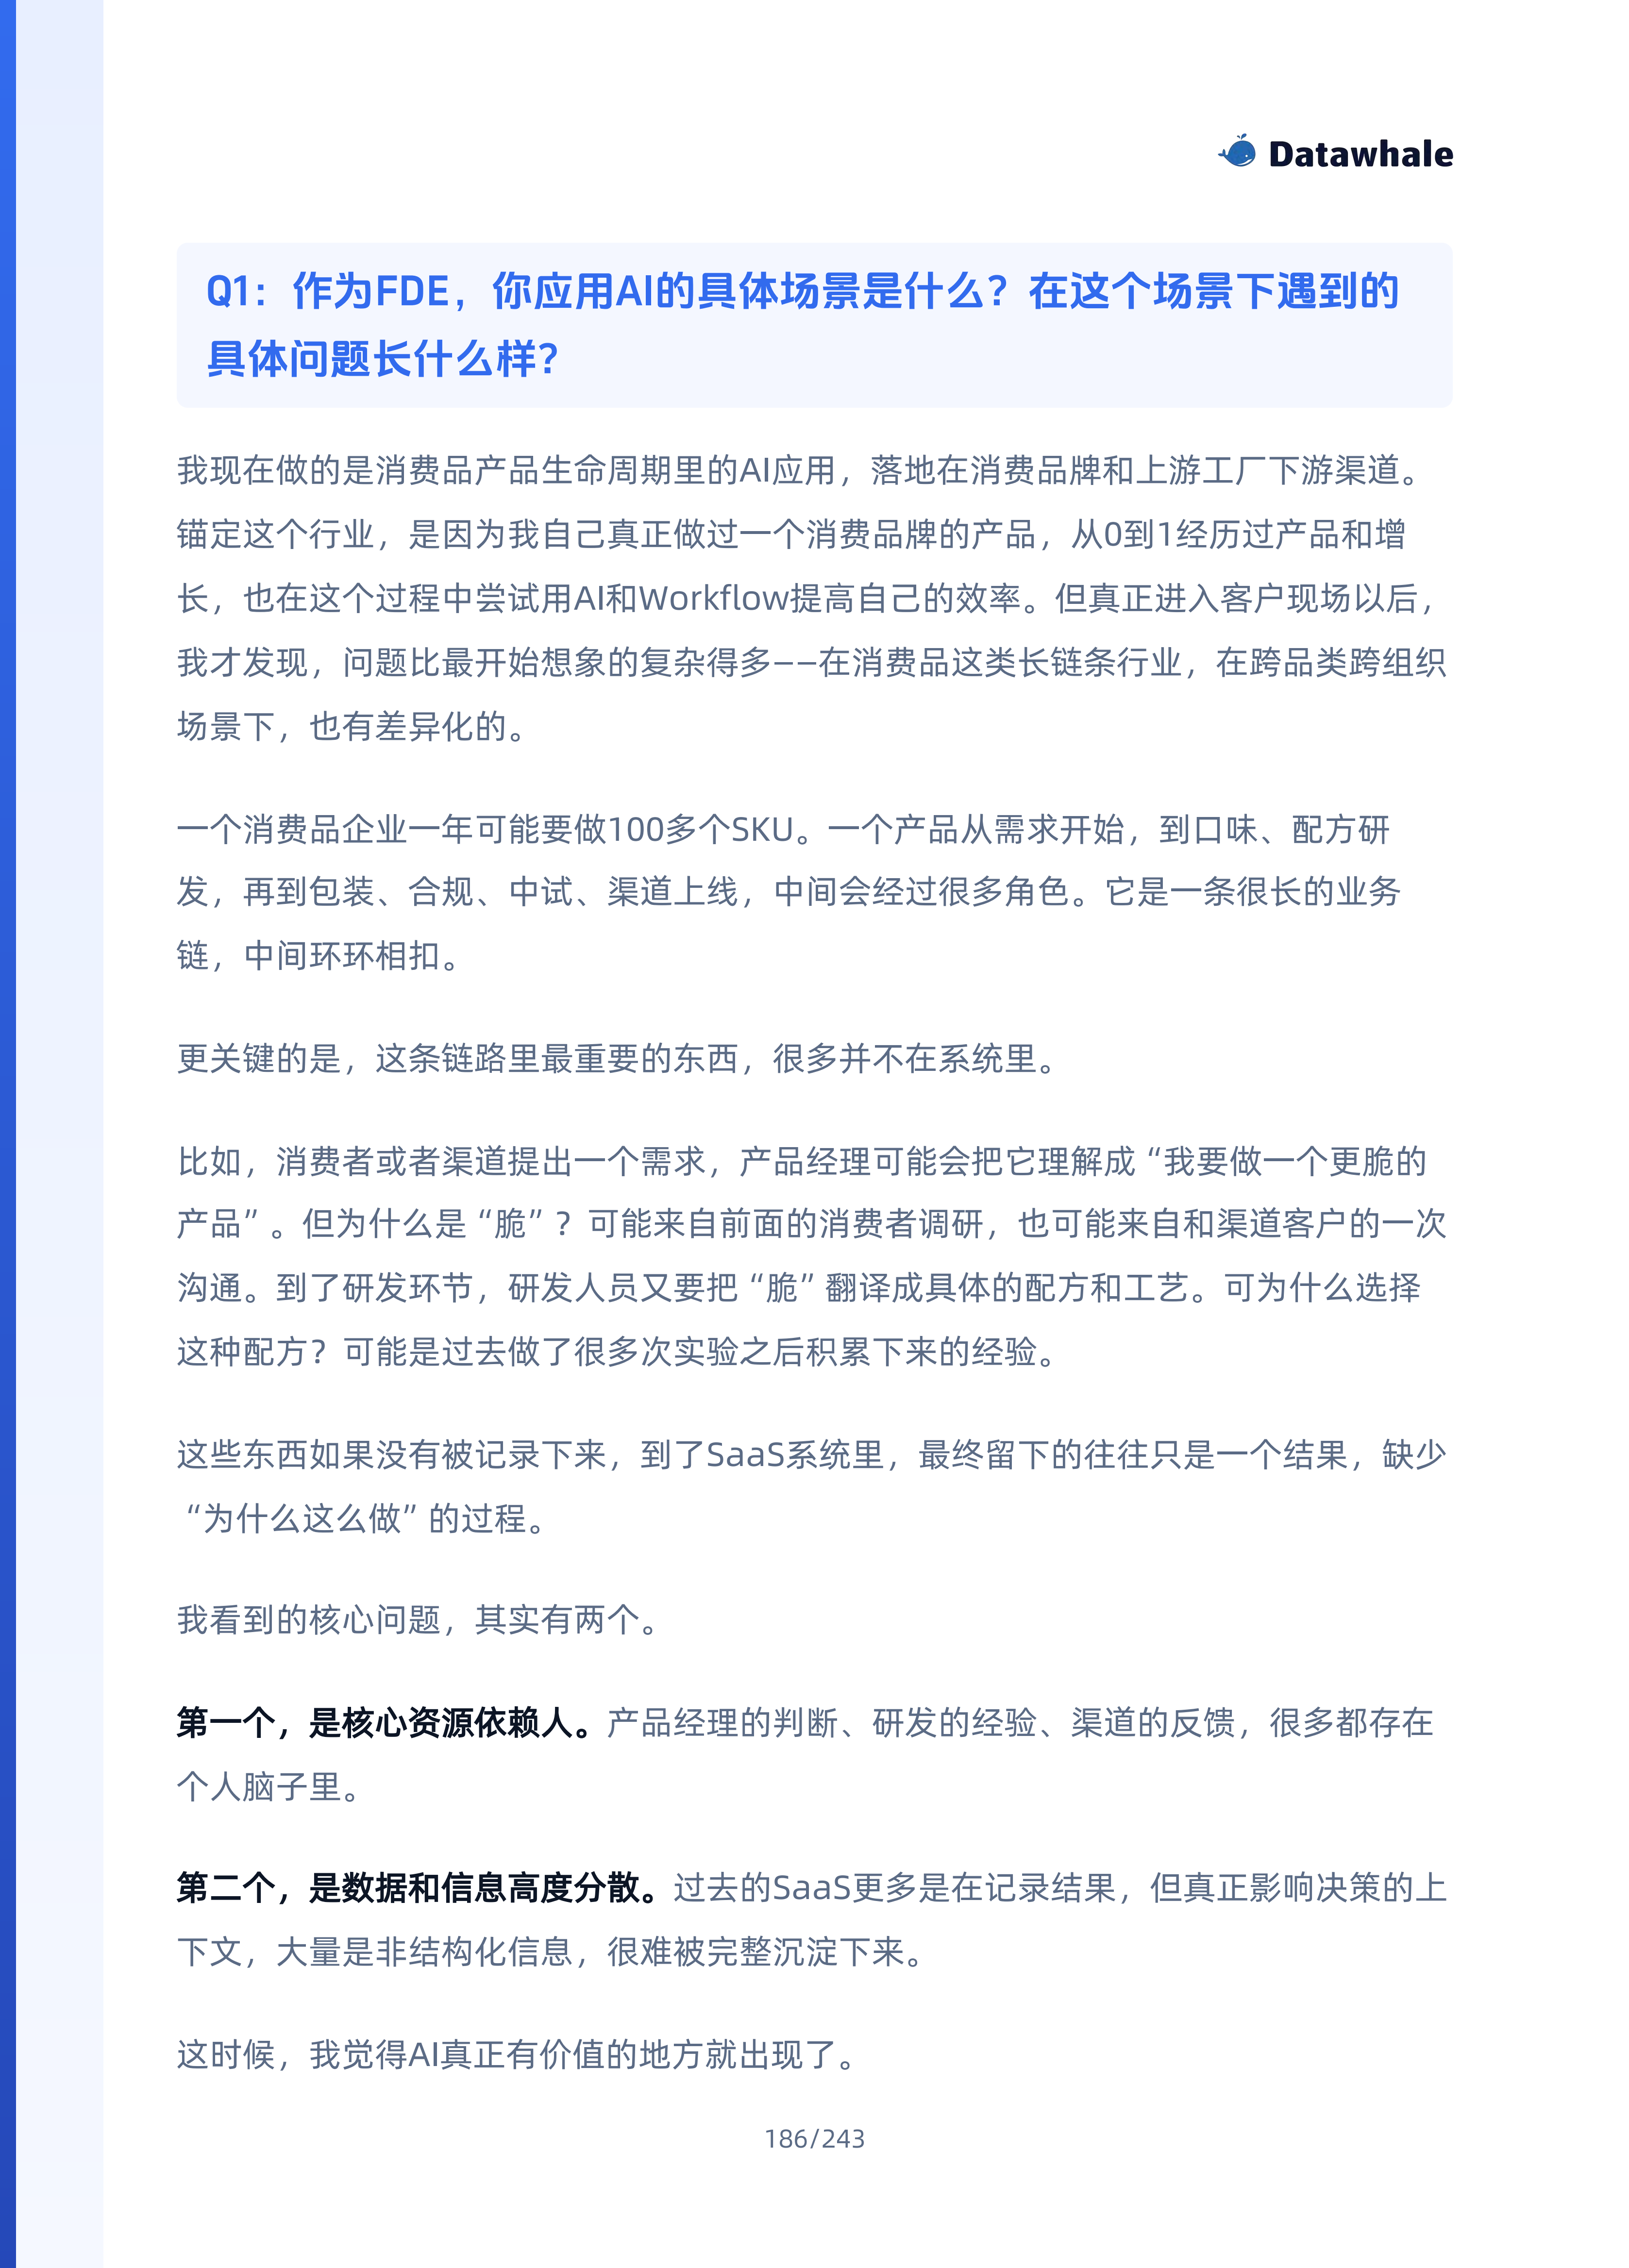 Datawhale
Q1：作为FDE，你应用AI的具体场景是什么？在这个场景下遇到的
具体问题长什么样？
我现在做的是消费品产品生命周期里的AI应用，落地在消费品牌和上游工厂下游渠道。
锚定这个行业，是因为我自己真正做过一个消费品牌的产品，从0到1经历过产品和增
长，也在这个过程中尝试用AI和Workflow提高自己的效率。但真正进入客户现场以后，
我才发现，问题比最开始想象的复杂得多——在消费品这类长链条行业，在跨品类跨组织
场景下，也有差异化的。
一个消费品企业一年可能要做100多个SKU。一个产品从需求开始，到口味、配方研
发，再到包装、合规、中试、渠道上线，中间会经过很多角色。它是一条很长的业务
链，中间环环相扣。
更关键的是，这条链路里最重要的东西，很多并不在系统里。
比如，消费者或者渠道提出一个需求，产品经理可能会把它理解成“我要做一个更脆的
产品”。但为什么是“脆”？可能来自前面的消费者调研，也可能来自和渠道客户的一次
沟通。到了研发环节，研发人员又要把“脆”翻译成具体的配方和工艺。可为什么选择
这种配方？可能是过去做了很多次实验之后积累下来的经验。
这些东西如果没有被记录下来，到了SaaS系统里，最终留下的往往只是一个结果，缺少
“为什么这么做”的过程。
我看到的核心问题，其实有两个。
第一个，是核心资源依赖人。产品经理的判断、研发的经验、渠道的反馈，很多都存在
个人脑子里。
第二个，是数据和信息高度分散。过去的SaaS更多是在记录结果，但真正影响决策的上
下文，大量是非结构化信息，很难被完整沉淀下来。
这时候，我觉得AI真正有价值的地方就出现了。
186/243